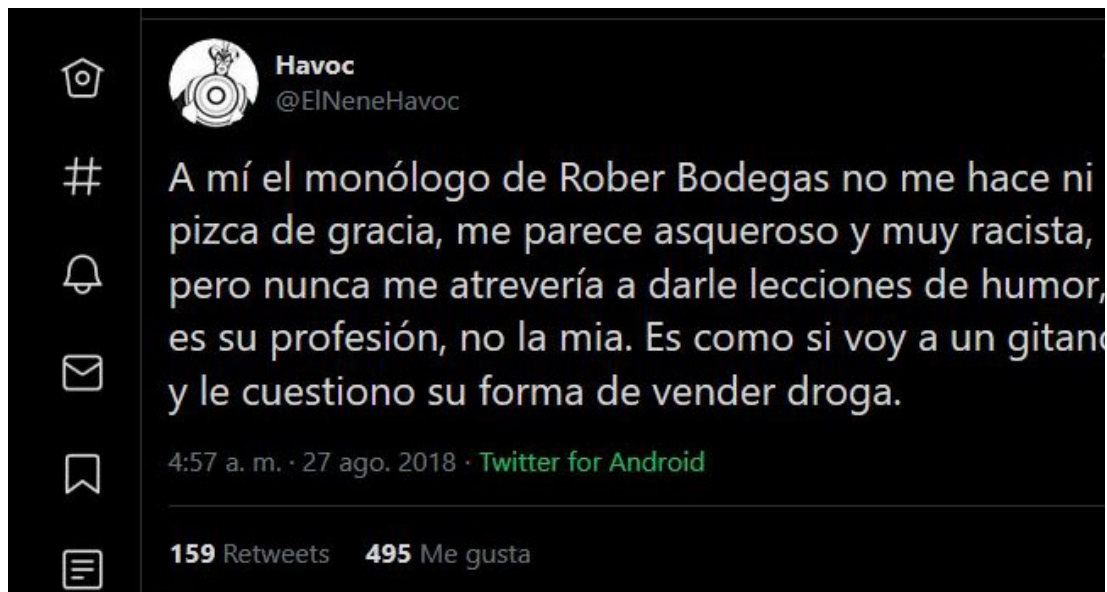 Havoc
@ElNeneHavoc
A mí el monólogo de Rober Bodegas no me hace ni
pizca de gracia, me parece asqueroso y muy racista,
pero nunca me atrevería a darle lecciones de humor,
es su profesión, no la mia. Es como si voy a un gitano
y le cuestiono su forma de vender droga.
4:57 a. m. · 27 ago. 2018 · Twitter for Android
159 Retweets 495 Me gusta